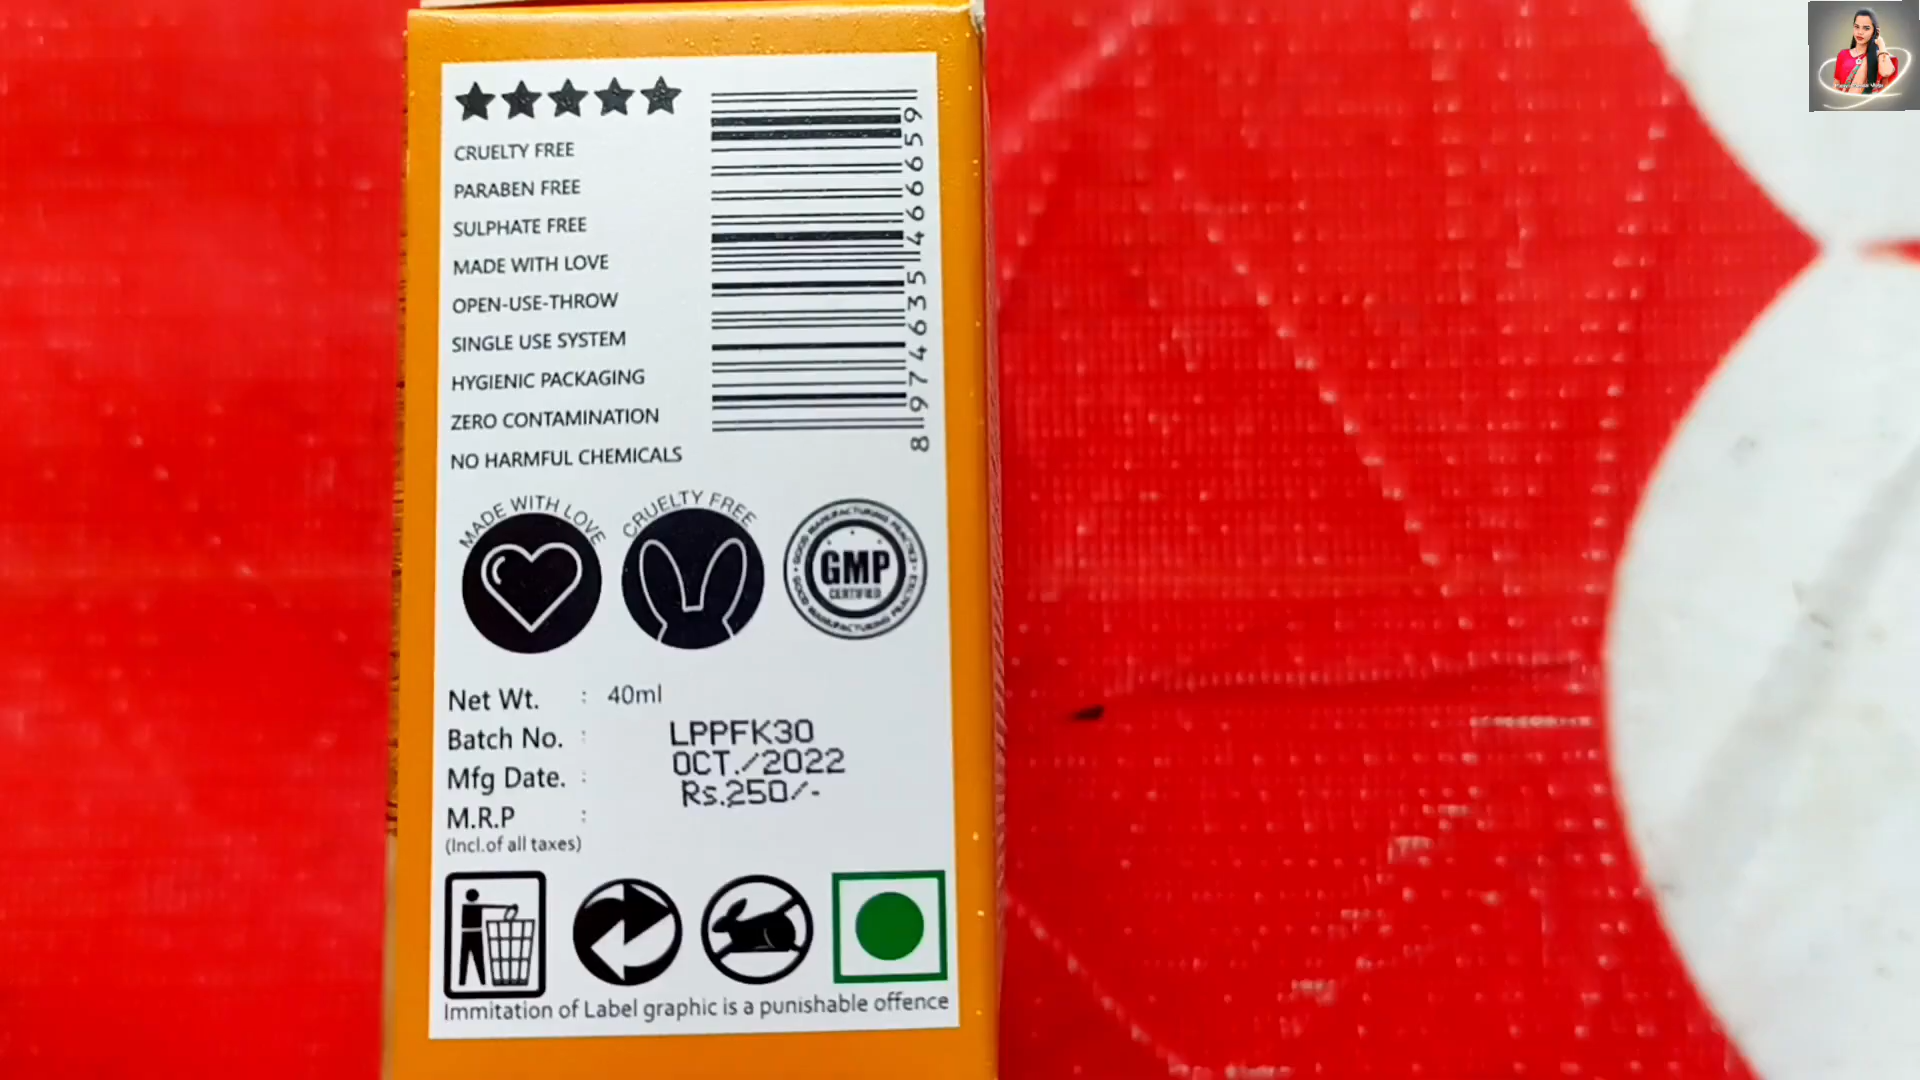 CRUELTY FREE
PARABEN FREE
SULPHATE FREE
MADE WITH LOVE
OPEN-USE-THROW
SINGLE USE SYSTEM
HYGIENIC PACKAGING
ZERO CONTAMINATION
NO HARMFUL CHEMICALS
8 974635 466659
MADE WITH LOVE
CRUELTY FREE
GOOD MANUFACTURING PRACTICE
GMP
CERTIFIED
GOOD MANUFACTURING PRACTICE
Net Wt. : 40ml
Batch No. : LPPFK30
Mfg Date. : OCT./2022
M.R.P : Rs.250/-
(Incl.of all taxes)
Immitation of Label graphic is a punishable offence